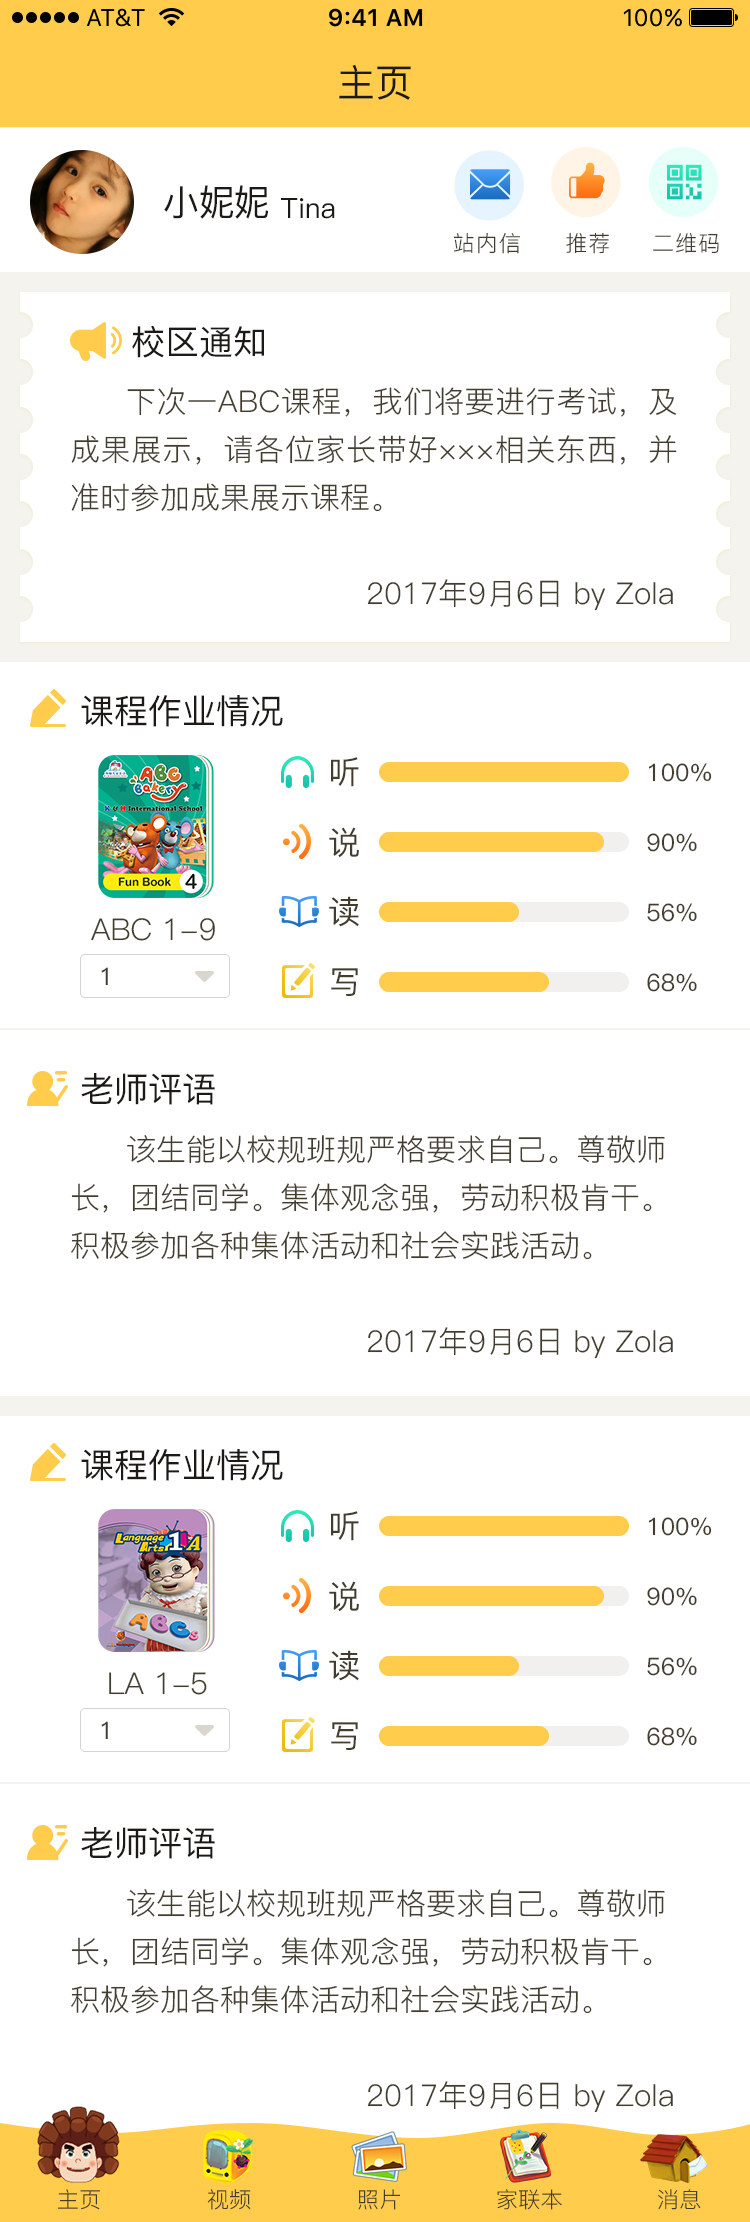 AT&T 9:41 AM 100%
主页
小妮妮 Tina
站内信 推荐 二维码
校区通知
下次一ABC课程，我们将要进行考试，及
成果展示，请各位家长带好×××相关东西，并
准时参加成果展示课程。
2017年9月6日 by Zola
课程作业情况
ABC
Bakery
K & H International School
Fun Book 4
ABC 1-9
1
听 100%
说 90%
读 56%
写 68%
老师评语
该生能以校规班规严格要求自己。尊敬师
长，团结同学。集体观念强，劳动积极肯干。
积极参加各种集体活动和社会实践活动。
2017年9月6日 by Zola
课程作业情况
Language
Arts 1A
ABCs
LA 1-5
1
听 100%
说 90%
读 56%
写 68%
老师评语
该生能以校规班规严格要求自己。尊敬师
长，团结同学。集体观念强，劳动积极肯干。
积极参加各种集体活动和社会实践活动。
2017年9月6日 by Zola
主页 视频 照片 家联本 消息